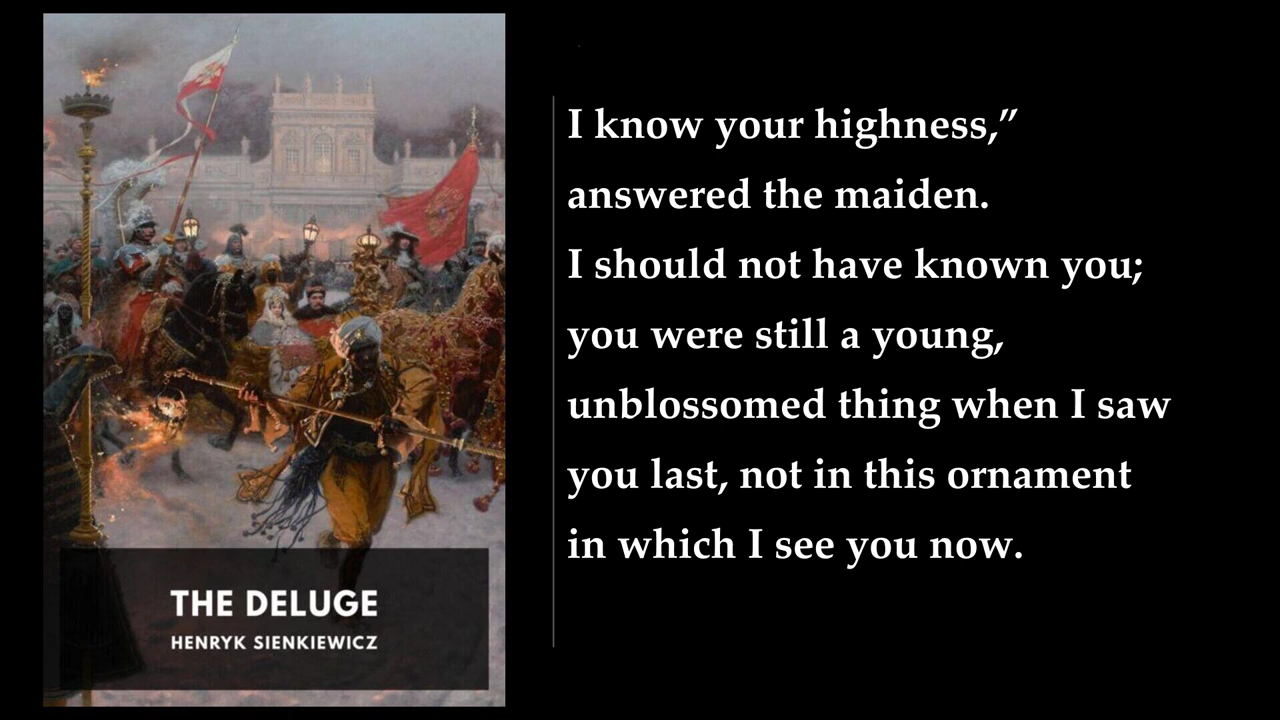 THE DELUGE
HENRYK SIENKIEWICZ
I know your highness,”
answered the maiden.
I should not have known you;
you were still a young,
unblossomed thing when I saw
you last, not in this ornament
in which I see you now.